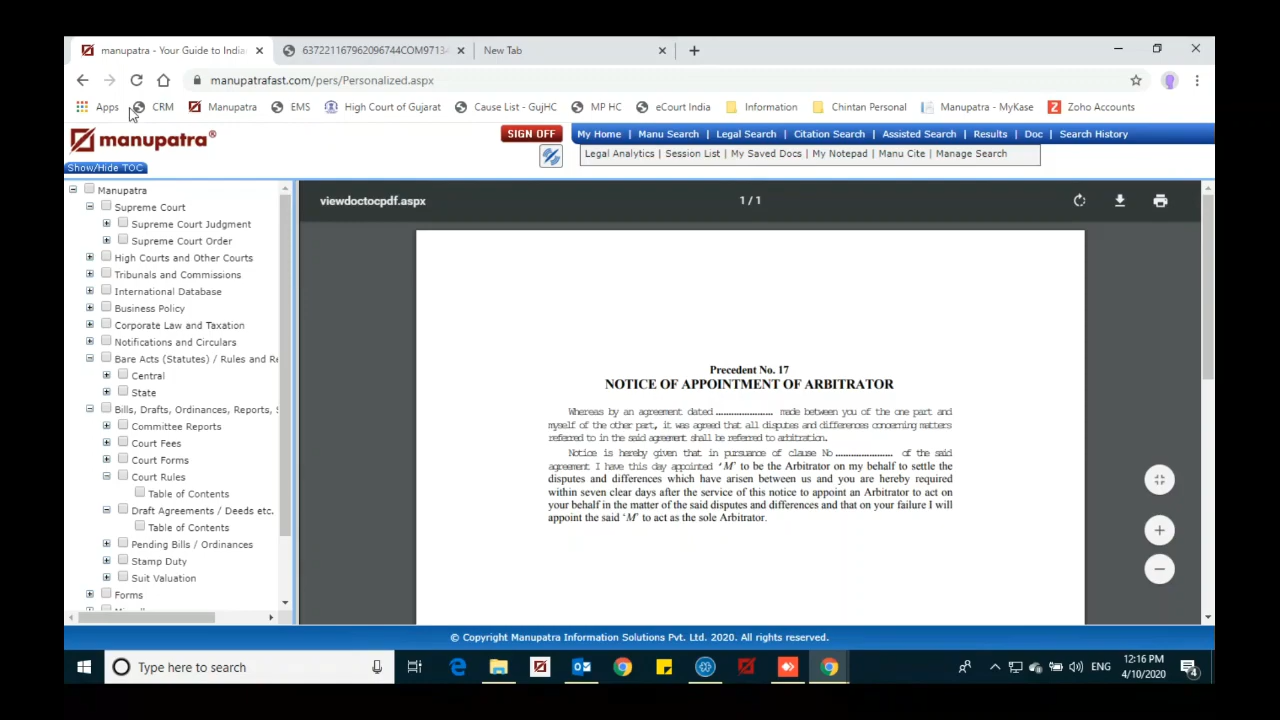 manupatra - Your Guide to India
637221167962096744COM9713
New Tab
manupatrafast.com/pers/Personalized.aspx
Apps CRM Manupatra EMS High Court of Gujarat Cause List - GujHC MP HC eCourt India Information Chintan Personal Manupatra - MyKase Zoho Accounts
manupatra®
SIGN OFF
My Home | Manu Search | Legal Search | Citation Search | Assisted Search | Results | Doc | Search History
Legal Analytics | Session List | My Saved Docs | My Notepad | Manu Cite | Manage Search
Show/Hide TOC
Manupatra
Supreme Court
Supreme Court Judgment
Supreme Court Order
High Courts and Other Courts
Tribunals and Commissions
International Database
Business Policy
Corporate Law and Taxation
Notifications and Circulars
Bare Acts (Statutes) / Rules and Re
Central
State
Bills, Drafts, Ordinances, Reports, S
Committee Reports
Court Fees
Court Forms
Court Rules
Table of Contents
Draft Agreements / Deeds etc.
Table of Contents
Pending Bills / Ordinances
Stamp Duty
Suit Valuation
Forms
viewdoctocpdf.aspx
1 / 1
Precedent No. 17
NOTICE OF APPOINTMENT OF ARBITRATOR
Whereas by an agreement dated ...................... made between you of the one part and
myself of the other part, it was agreed that all disputes and differences concerning matters
referred to in the said agreement shall be referred to arbitration.
Notice is hereby given that in pursuance of clause No ...................... of the said
agreement I have this day appointed ‘M’ to be the Arbitrator on my behalf to settle the
disputes and differences which have arisen between us and you are hereby required
within seven clear days after the service of this notice to appoint an Arbitrator to act on
your behalf in the matter of the said disputes and differences and that on your failure I will
appoint the said ‘M’ to act as the sole Arbitrator.
© Copyright Manupatra Information Solutions Pvt. Ltd. 2020. All rights reserved.
Type here to search
ENG
12:16 PM
4/10/2020
4